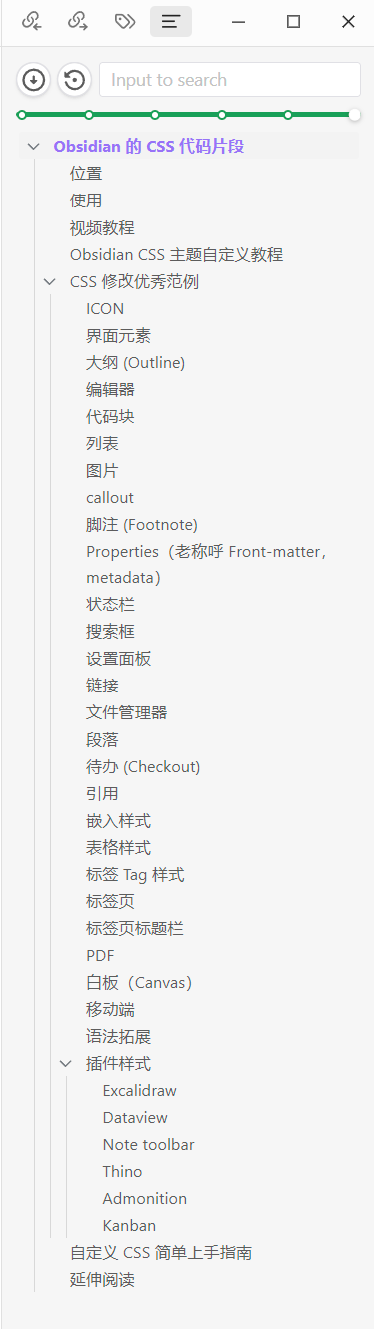 Input to search
Obsidian 的 CSS 代码片段
位置
使用
视频教程
Obsidian CSS 主题自定义教程
CSS 修改优秀范例
ICON
界面元素
大纲 (Outline)
编辑器
代码块
列表
图片
callout
脚注 (Footnote)
Properties（老称呼 Front-matter，
metadata）
状态栏
搜索框
设置面板
链接
文件管理器
段落
待办 (Checkout)
引用
嵌入样式
表格样式
标签 Tag 样式
标签页
标签页标题栏
PDF
白板（Canvas）
移动端
语法拓展
插件样式
Excalidraw
Dataview
Note toolbar
Thino
Admonition
Kanban
自定义 CSS 简单上手指南
延伸阅读